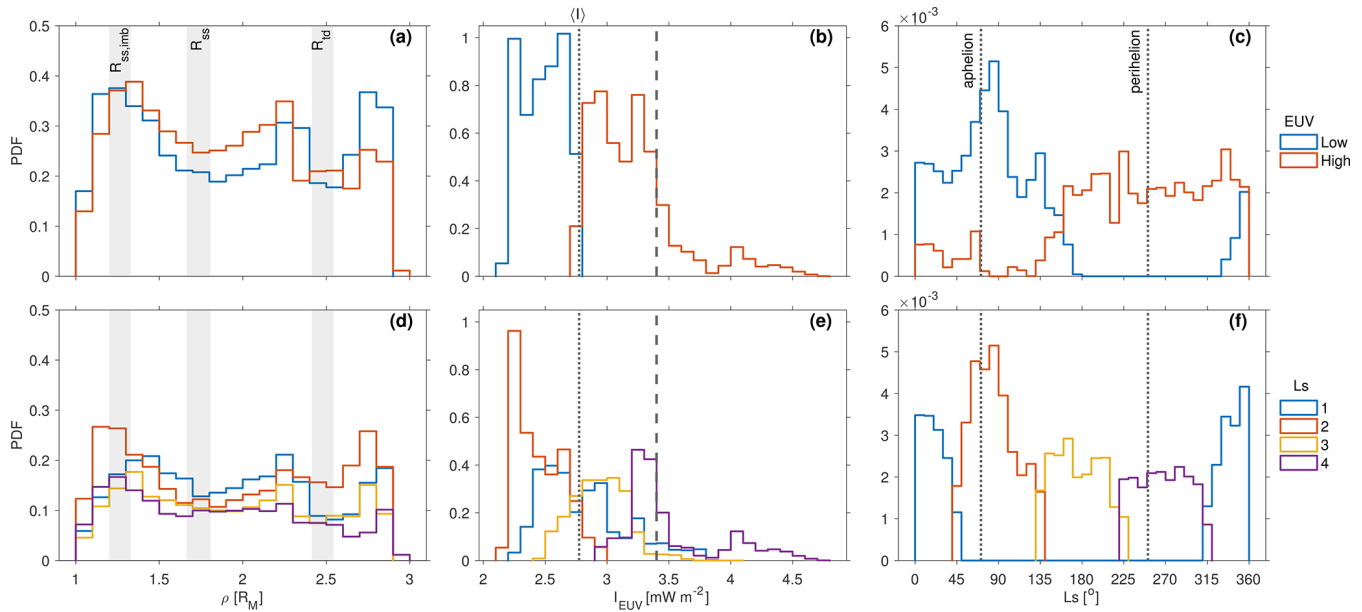 ⟨I⟩
(a)
(b)
(c)
R_ss,imb
R_ss
R_td
aphelion
perihelion
× 10⁻³
PDF
0.5
0.4
0.3
0.2
0.1
0
1
0.8
0.6
0.4
0.2
0
6
5
4
3
2
1
0
EUV
Low
High
(d)
(e)
(f)
× 10⁻³
PDF
0.5
0.4
0.3
0.2
0.1
0
1
0.8
0.6
0.4
0.2
0
6
5
4
3
2
1
0
Ls
1
2
3
4
1 1.5 2 2.5 3
2 2.5 3 3.5 4 4.5
0 45 90 135 180 225 270 315 360
ρ [R_M]
I_EUV [mW m⁻²]
Ls [°]